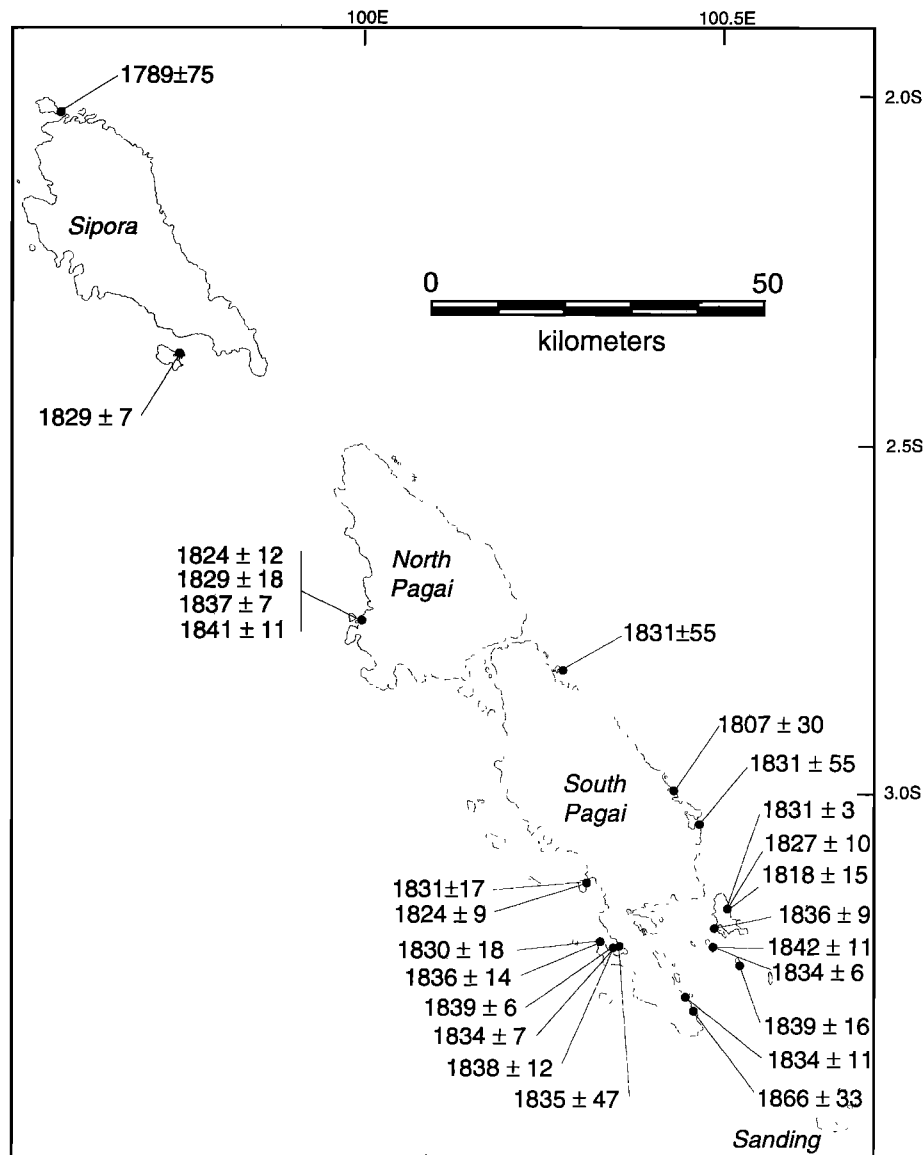 100E
100.5E
1789±75
2.0S
Sipora
0
50
kilometers
1829 ± 7
2.5S
1824 ± 12
1829 ± 18
1837 ± 7
1841 ± 11
North
Pagai
1831±55
1807 ± 30
1831 ± 55
South
Pagai
3.0S
1831 ± 3
1827 ± 10
1818 ± 15
1831±17
1824 ± 9
1836 ± 9
1830 ± 18
1842 ± 11
1836 ± 14
1834 ± 6
1839 ± 6
1834 ± 7
1839 ± 16
1838 ± 12
1834 ± 11
1835 ± 47
1866 ± 33
Sanding